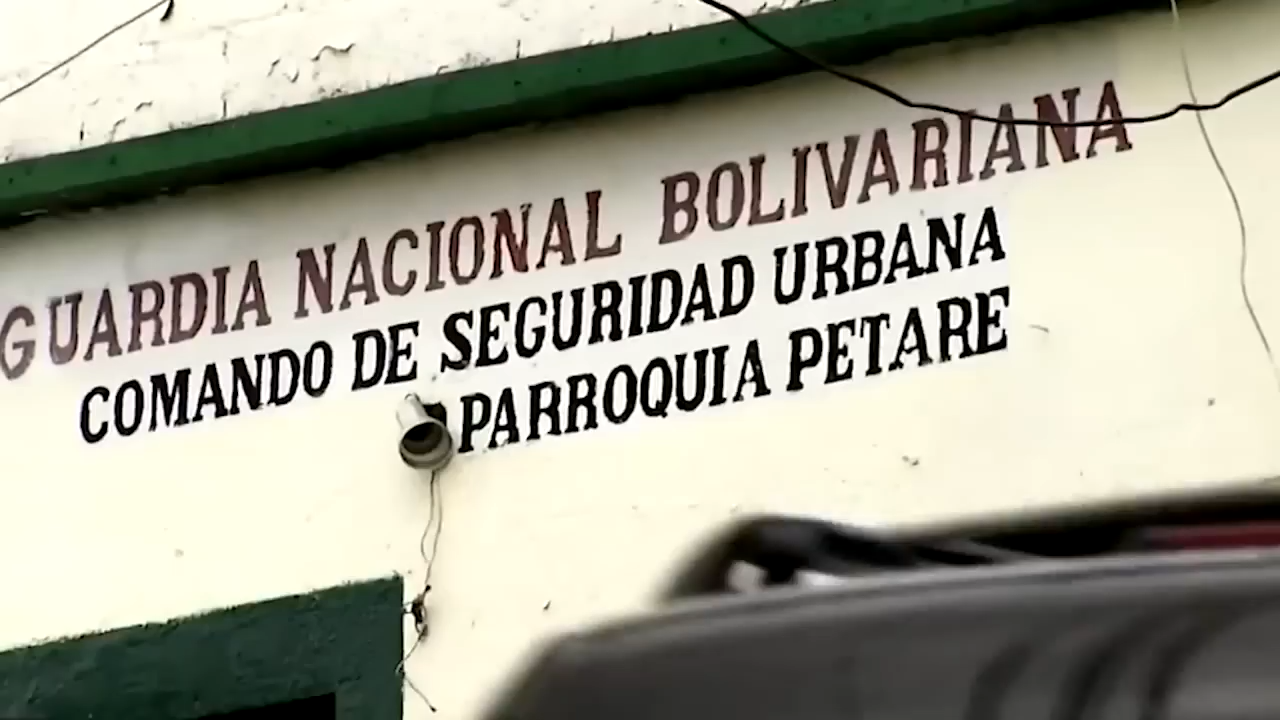 GUARDIA NACIONAL BOLIVARIANA
COMANDO DE SEGURIDAD URBANA
PARROQUIA PETARE